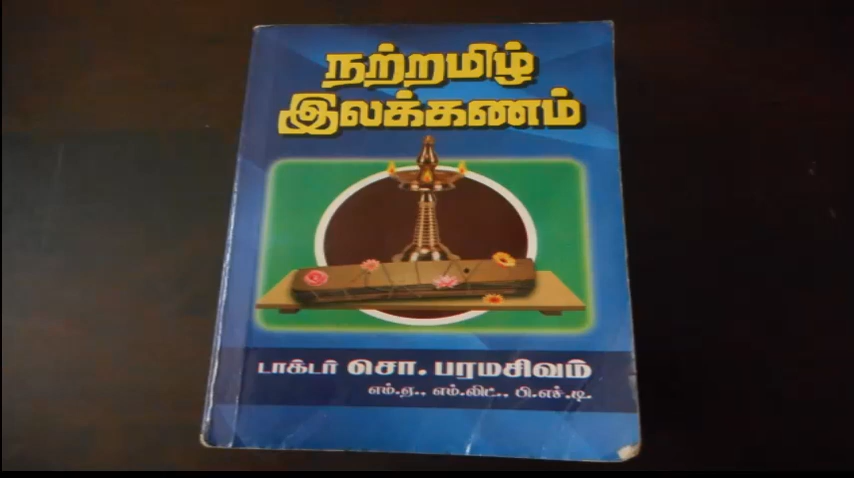 நற்றமிழ்
இலக்கணம்
டாக்டர் சொ. பரமசிவம்
எம்.ஏ., எம்.லிட்., பி.எச்.டி.